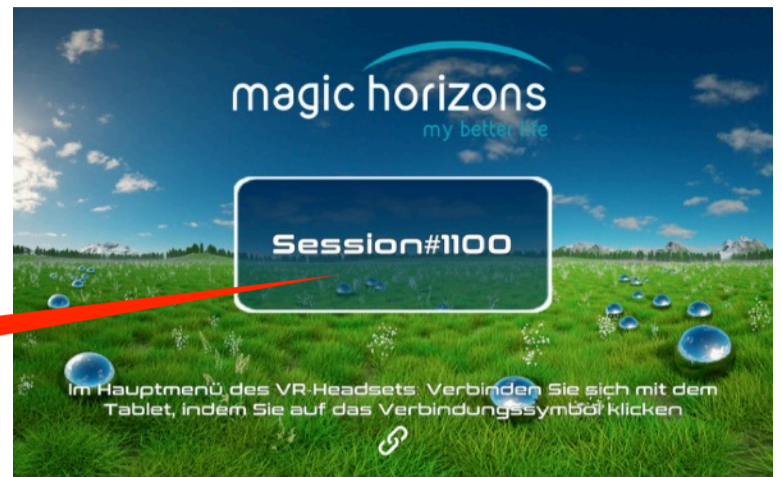 magic horizons
my better life
Session#1100
Im Hauptmenü des VR-Headsets: Verbinden Sie sich mit dem
Tablet, indem Sie auf das Verbindungssymbol klicken